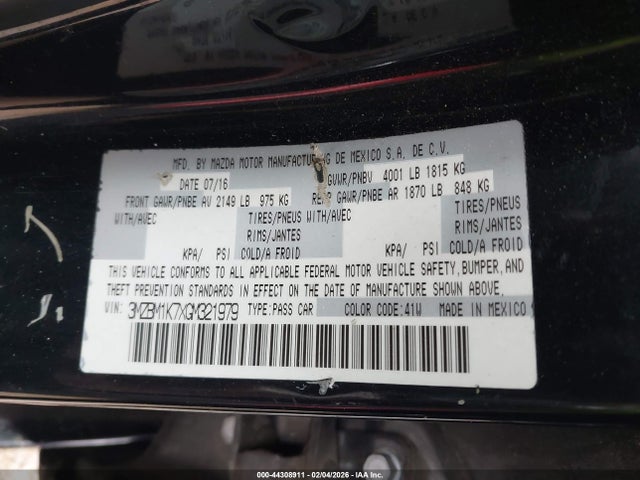 MFD. BY MAZDA MOTOR MANUFACTURING DE MEXICO S.A. DE C.V.
DATE 07/16 GVWR/PNBV 4001 LB 1815 KG
FRONT GAWR/PNBE AV 2149 LB 975 KG REAR GAWR/PNBE AR 1870 LB 848 KG
WITH/AVEC TIRES/PNEUS WITH/AVEC TIRES/PNEUS
RIMS/JANTES RIMS/JANTES
KPA/ PSI COLD/A FROID KPA/ PSI COLD/A FROID
THIS VEHICLE CONFORMS TO ALL APPLICABLE FEDERAL MOTOR VEHICLE SAFETY, BUMPER, AND
THEFT PREVENTION STANDARDS IN EFFECT ON THE DATE OF MANUFACTURE SHOWN ABOVE.
VIN: 3MZBM1K7XGM321979 TYPE:PASS CAR COLOR CODE:41W MADE IN MEXICO
000-44308911 - 02/04/2026 - IAAI Inc. Copyright